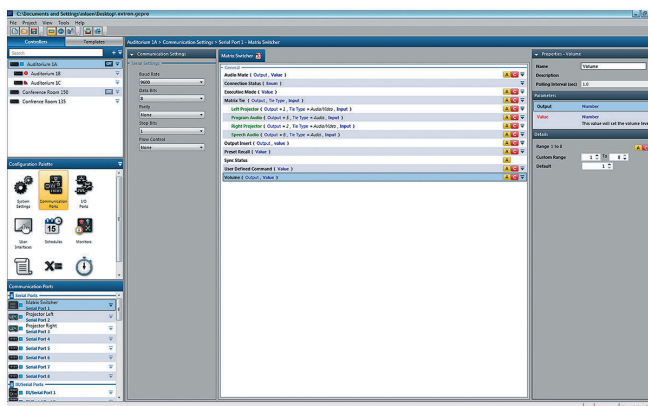 C:\Documents and Settings\mlsen\Desktop\ extron.gcpro
File Project View Tools Help
Controllers Templates
Search
Auditorium 1A
Auditorium 1B
Auditorium 1C
Conference Room 150
Confrence Room 135
Configuration Palette
System Settings
Communication Ports
I/O Ports
User Interfaces
Schedules
Monitors
Communication Ports
Serial Ports
Matrix Switcher
Serial Port 1
Projector Left
Serial Port 2
Projector Right
Serial Port 3
Serial Port 4
Serial Port 5
Serial Port 6
Serial Port 7
Serial Port 8
IR/Serial Ports
IR/Serial Port 1
Auditorium 1A > Communication Settings > Serial Port 1 - Matrix Switcher
Communication Settings
Serial Settings
Baud Rate
9600
Data Bits
8
Parity
None
Stop Bits
1
Flow Control
None
Matrix Switcher
General
Audio Mute ( Output , Value )
Connection Status ( Enum )
Executive Mode ( Value )
Matrix Tie ( Output , Tie Type , Input )
Left Projector ( Output = 1 , Tie Type = Audio/Video , Input )
Program Audio ( Output = 3 , Tie Type = Audio , Input )
Right Projector ( Output = 2 , Tie Type = Audio/Video , Input )
Speech Audio ( Output = 8 , Tie Type = Audio , Input )
Output Insert ( Output , value )
Preset Recall ( Value )
Sync Status
User Defined Command ( Value )
Volume ( Output , Value )
Properties - Volume
Name Volume
Description
Polling Interval (sec) 1.0
Parameters
Output Number
Value Number
This value will set the volume leve
Details
Range 1 to 8
Custom Range 1 To 8
Default 1